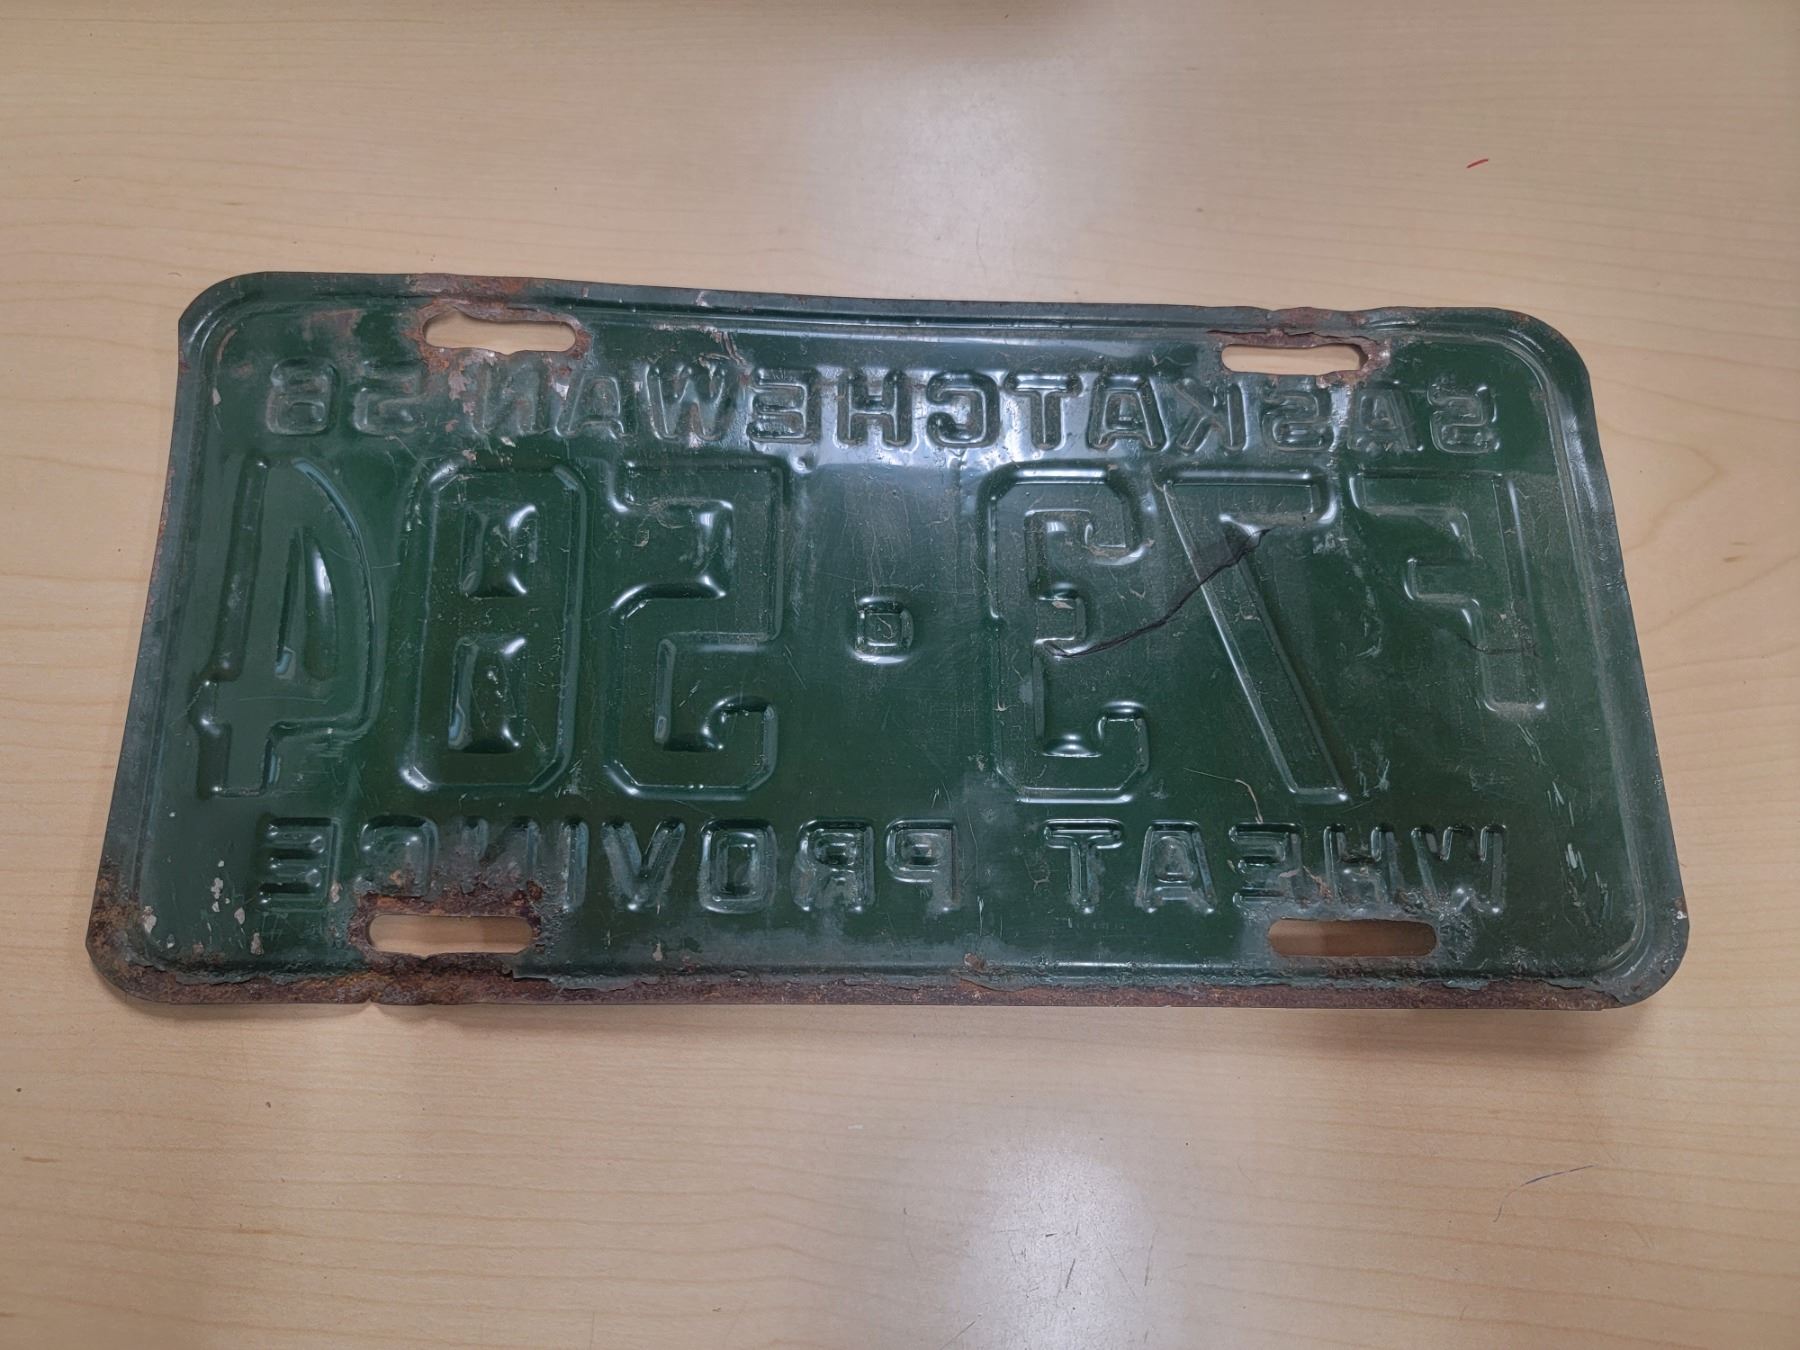 SASKATCHEWAN 58
F73·584
WHEAT PROVINCE